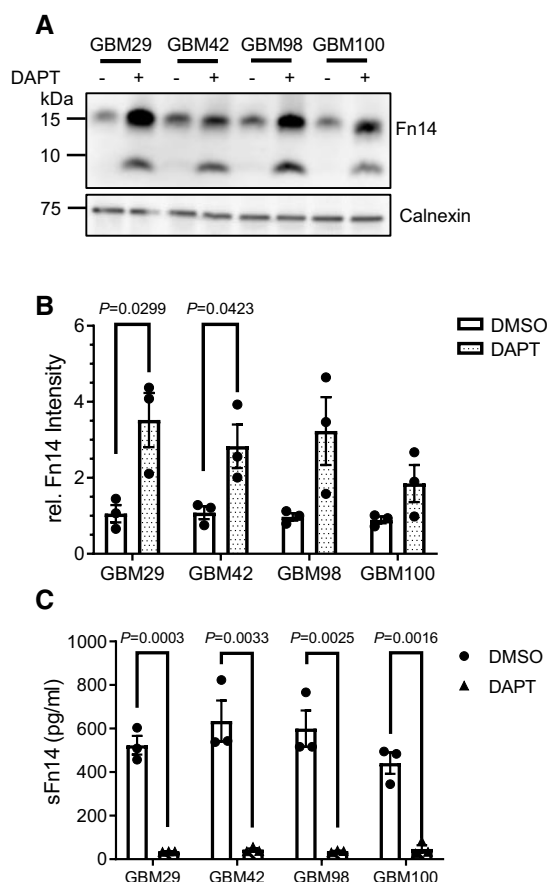 A
GBM29 GBM42 GBM98 GBM100
DAPT - + - + - + - +
kDa
15
Fn14
10
75
Calnexin
B
P=0.0299 P=0.0423
6
DMSO
DAPT
4
rel. Fn14 Intensity
2
0
GBM29 GBM42 GBM98 GBM100
C
1000
P=0.0003 P=0.0033 P=0.0025 P=0.0016
DMSO
DAPT
800
600
sFn14 (pg/ml)
400
200
0
GBM29 GBM42 GBM98 GBM100